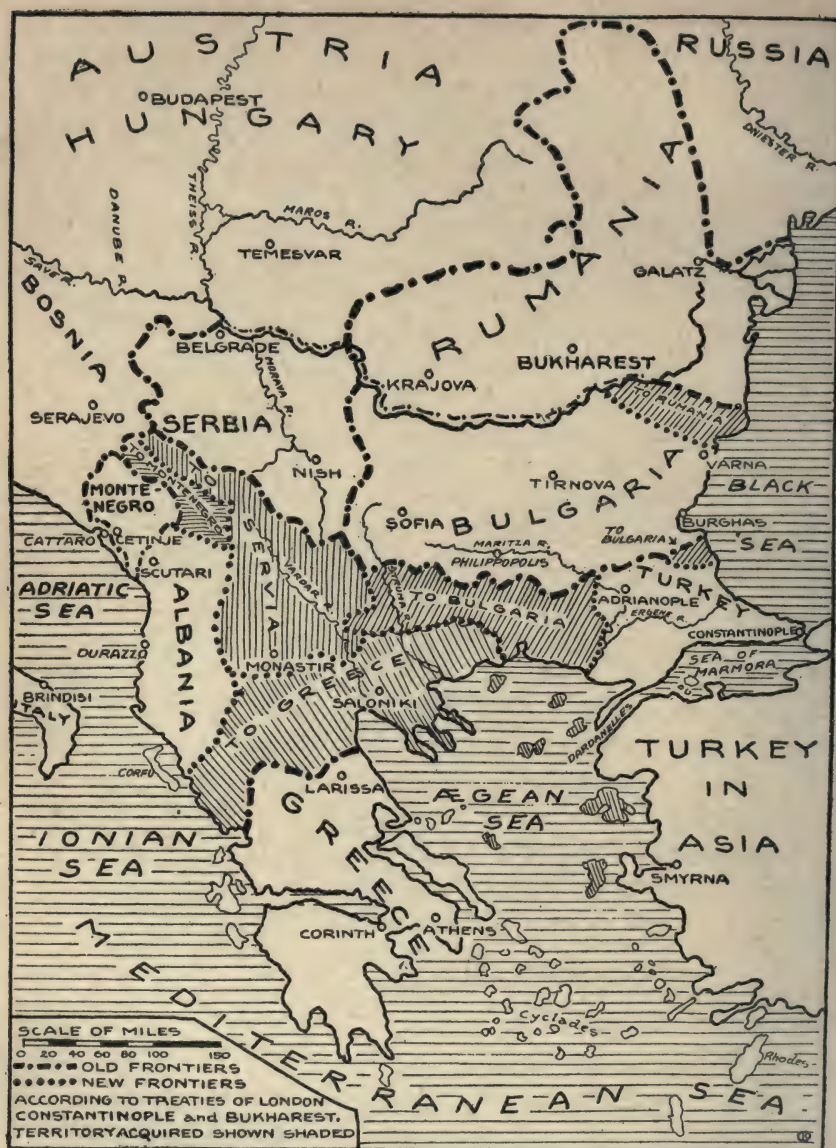 AUSTRIA
HUNGARY
RUSSIA
BUDAPEST
DNIESTER R.
DANUBE R.
THEISS R.
MAROS R.
TEMESVAR
SAVE R.
BOSNIA
RUMANIA
GALATZ
BELGRADE
MORAVA R.
KRAJOVA
BUKHAREST
TO RUMANIA
SERAJEVO
SERBIA
NISH
TIRNOVA
VARNA
BLACK
SEA
MONTE-
NEGRO
TO MONTENEGRO
TO SERVIA
SOFIA
BULGARIA
MARITZA R.
PHILIPPOPOLIS
TO
BULGARIA
BURGHAS
CATTARO
CETINJE
SCUTARI
VARDAR R.
TO BULGARIA
ADRIANOPLE
ERGENE R.
TURKEY
CONSTANTINOPLE
ADRIATIC
SEA
ALBANIA
DURAZZO
MONASTIR
TO GREECE
SALONIKI
SEA OF
MARMORA
DARDANELLES
BRINDISI
ITALY
CORFU
LARISSA
GREECE
ÆGEAN
SEA
TURKEY
IN
ASIA
IONIAN
SEA
SMYRNA
CORINTH
ATHENS
Cyclades
Rhodes
MEDITERRANEAN SEA
SCALE OF MILES
0 20 40 60 80 100 150
OLD FRONTIERS
NEW FRONTIERS
ACCORDING TO TREATIES OF LONDON
CONSTANTINOPLE and BUKHAREST.
TERRITORY ACQUIRED SHOWN SHADED